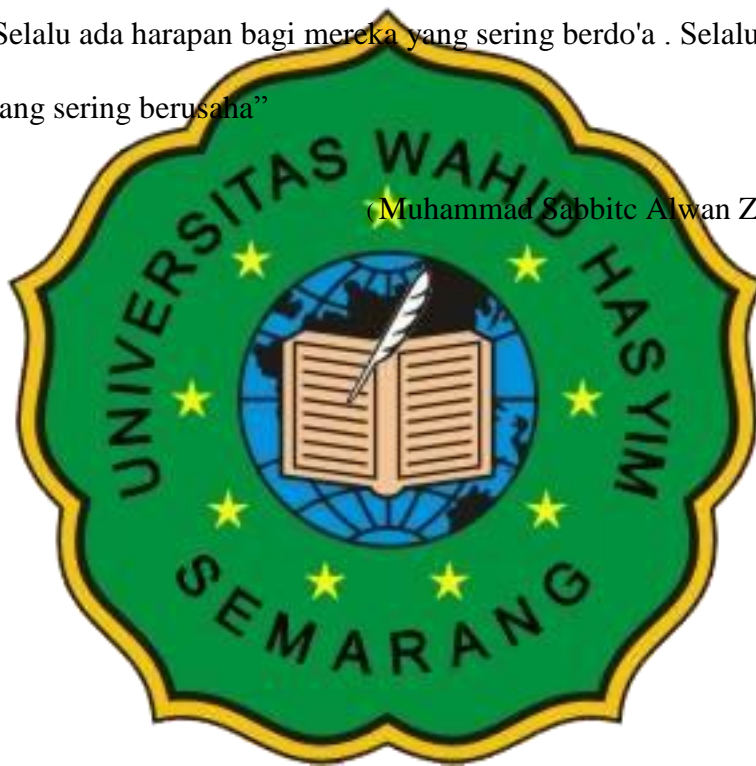 Selalu ada harapan bagi mereka yang sering berdo'a . Selalu
ang sering berusaha”
(Muhammad Sabbitc Alwan Z
UNIVERSITAS WAHID HASYIM
SEMARANG